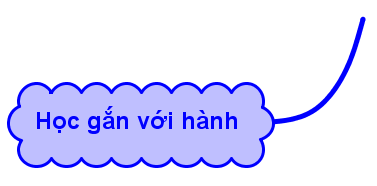 Học gắn với hành